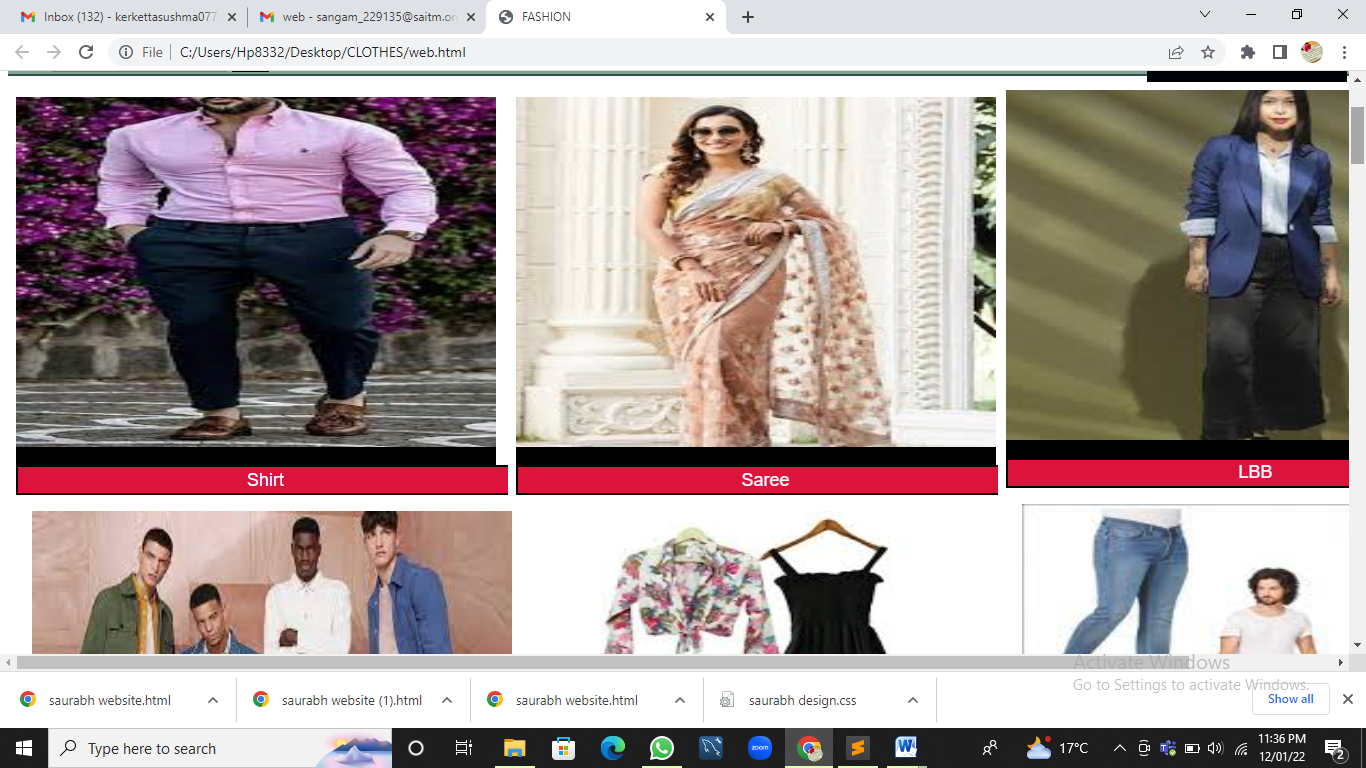 Inbox (132) - kerkettasushma077
web - sangam_229135@saitm.or
FASHION
File
C:/Users/Hp8332/Desktop/CLOTHES/web.html
Shirt
Saree
LBB
Activate Windows
Go to Settings to activate Windows.
saurabh website.html
saurabh website (1).html
saurabh website.html
saurabh design.css
Show all
Type here to search
zoom
17°C
11:36 PM
12/01/22
2